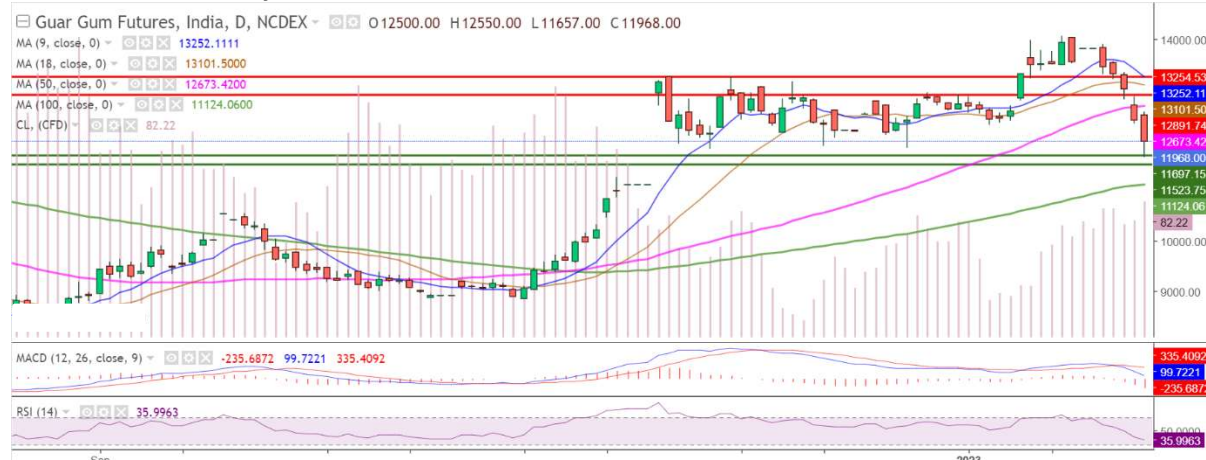 Guar Gum Futures, India, D, NCDEX O12500.00 H12550.00 L11657.00 C11968.00
MA (9, close, 0) 13252.1111
MA (18, close, 0) 13101.5000
MA (50, close, 0) 12673.4200
MA (100, close, 0) 11124.0600
CL, (CFD) 82.22
14000.00
13254.53
13252.11
13101.50
12891.74
12673.42
11968.00
11697.15
11523.75
11124.06
82.22
10000.00
9000.00
MACD (12, 26, close, 9) -235.6872 99.7221 335.4092
335.4092
99.7221
-235.6872
RSI (14) 35.9963
50.0000
35.9963
Sep
2023